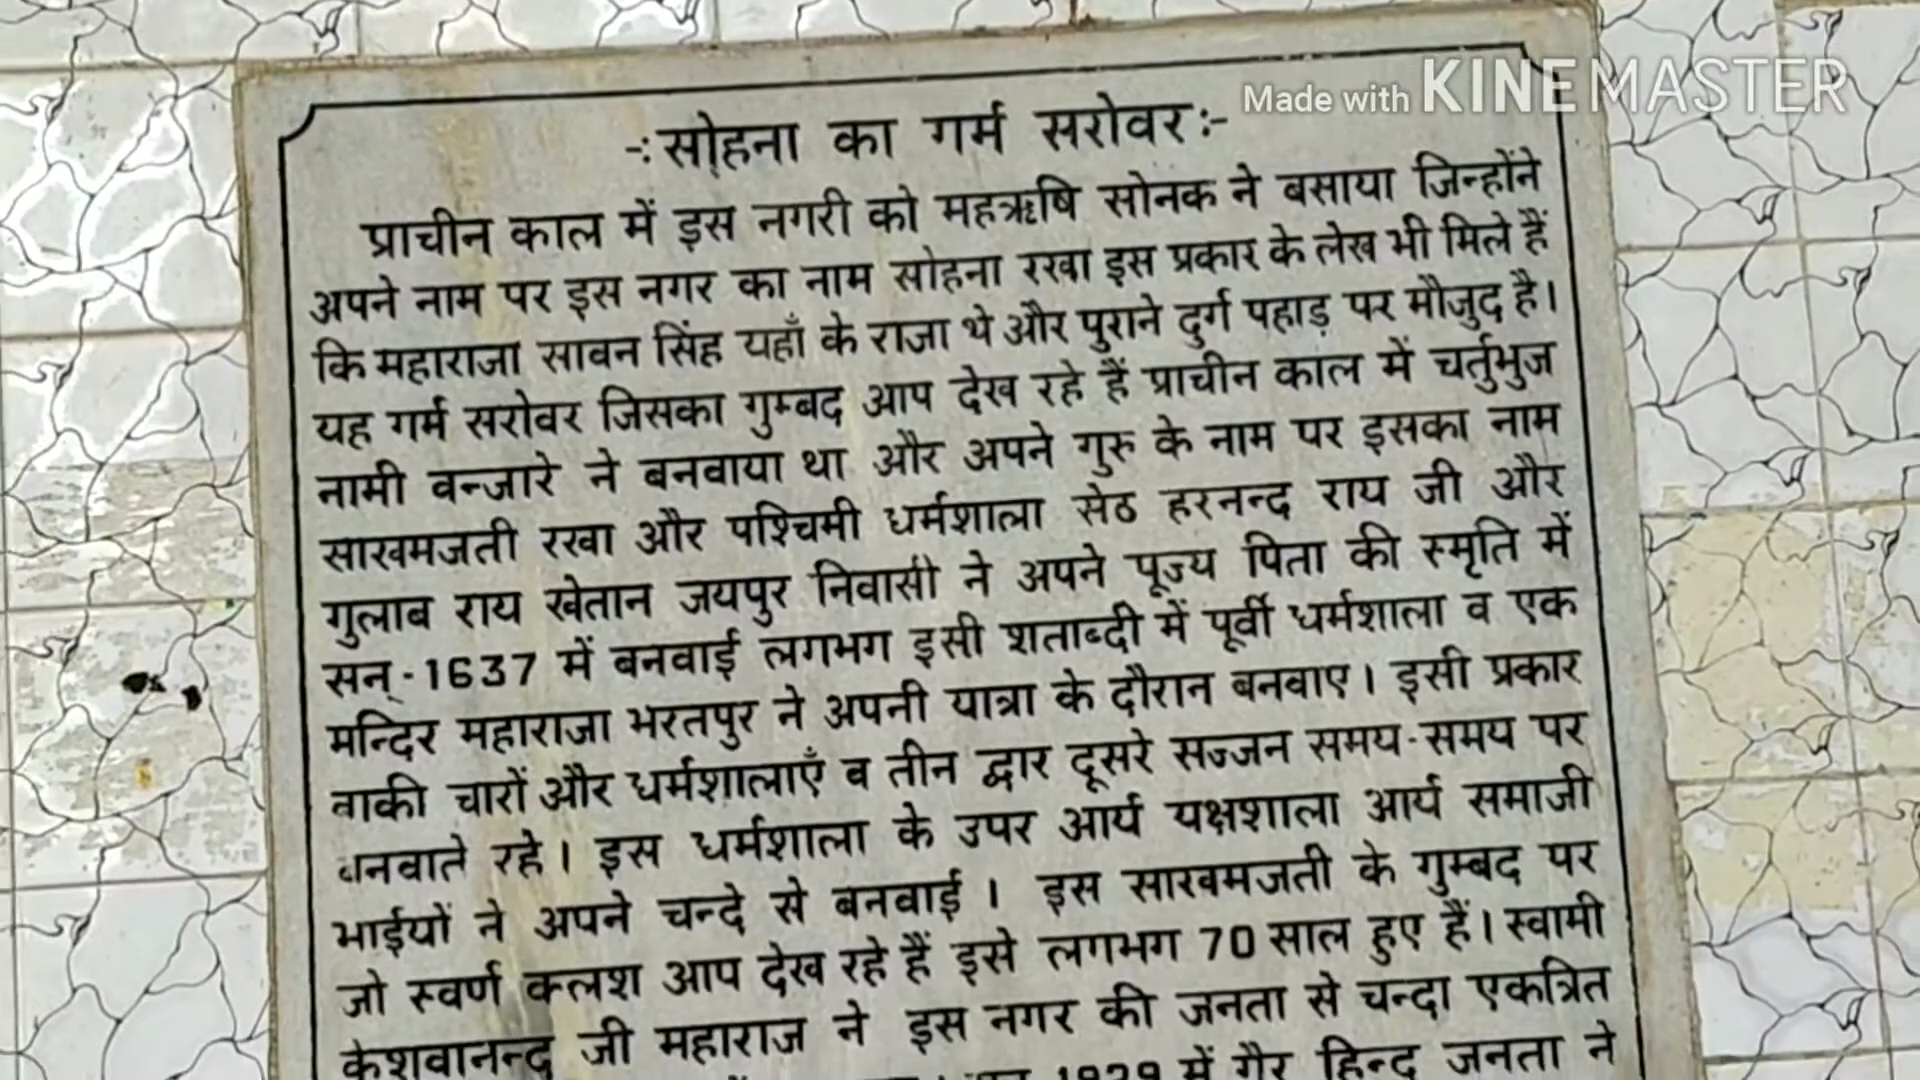 Made with KINEMASTER
-ःसोहना का गर्म सरोवरः-
प्राचीन काल में इस नगरी को महऋषि सोनक ने बसाया जिन्होंने
अपने नाम पर इस नगर का नाम सोहना रखा इस प्रकार के लेख भी मिले हैं
कि महाराजा सावन सिंह यहाँ के राजा थे और पुराने दुर्ग पहाड़ पर मौजुद है।
यह गर्म सरोवर जिसका गुम्बद आप देख रहे हैं प्राचीन काल में चर्तुभुज
नामी वन्जारे ने बनवाया था और अपने गुरु के नाम पर इसका नाम
साखमजती रखा और पश्चिमी धर्मशाला सेठ हरनन्द राय जी और
गुलाब राय खेतान जयपुर निवासी ने अपने पूज्य पिता की स्मृति में
सन्-1637 में बनवाई लगभग इसी शताब्दी में पूर्वी धर्मशाला व एक
मन्दिर महाराजा भरतपुर ने अपनी यात्रा के दौरान बनवाए। इसी प्रकार
वाकी चारों और धर्मशालाएँ व तीन द्वार दूसरे सज्जन समय-समय पर
बनवाते रहे। इस धर्मशाला के उपर आर्य यक्षशाला आर्य समाजी
भाईयों ने अपने चन्दे से बनवाई। इस साखमजती के गुम्बद पर
जो स्वर्ण कलश आप देख रहे हैं इसे लगभग 70 साल हुए हैं। स्वामी
केशवानन्द जी महाराज ने इस नगर की जनता से चन्दा एकत्रित
में गैर हिन्द जनता ने